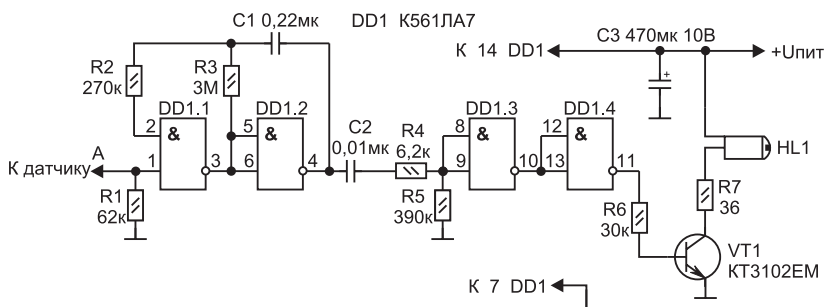 C1 0,22мк
DD1 К561ЛА7
К 14 DD1
C3 470мк 10В
+Uпит
R2
270к
R3
3М
DD1.1
DD1.2
DD1.3
DD1.4
&
&
&
&
2
1
3
5
6
4
C2
0,01мк
R4
6,2к
8
9
10
12
13
11
HL1
К датчику
А
R1
62к
R5
390к
R6
30к
R7
36
+
VT1
КТ3102ЕМ
К 7 DD1